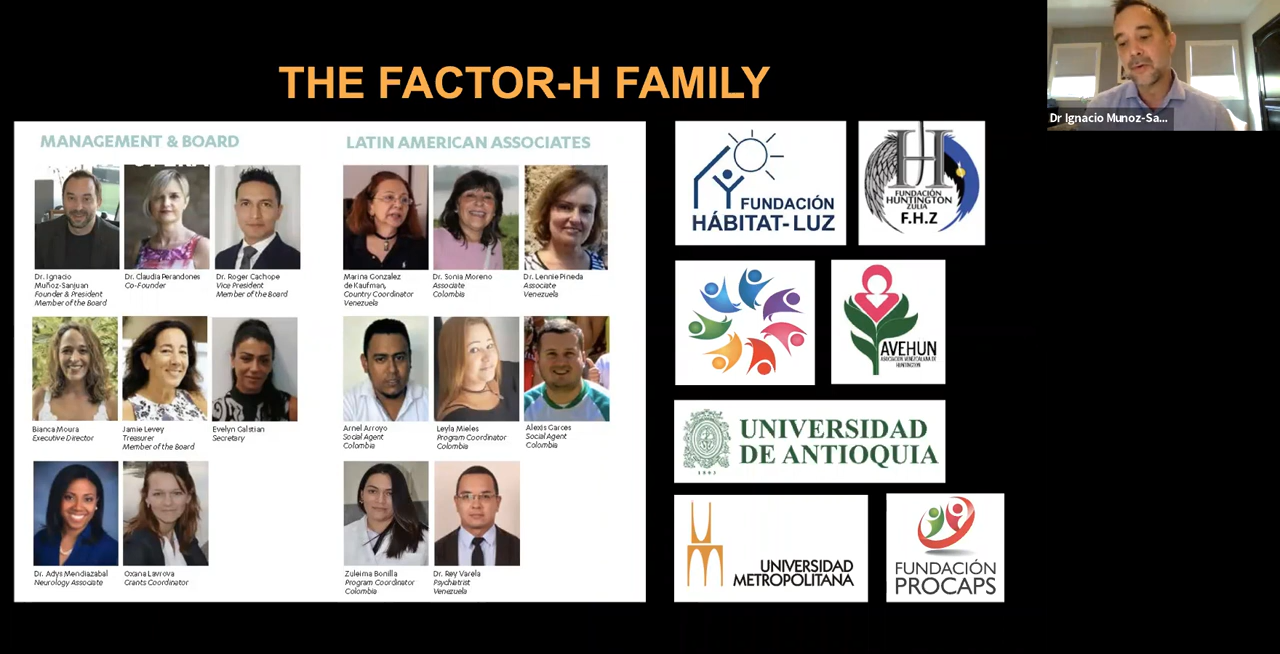 THE FACTOR-H FAMILY
Dr Ignacio Munoz-Sa...
MANAGEMENT & BOARD
Dr. Ignacio
Muñoz-Sanjuan
Founder & President
Member of the Board
Dr. Claudia Perandones
Co-Founder
Dr. Roger Cachope
Vice President
Member of the Board
Bianca Moura
Executive Director
Jamie Levey
Treasurer
Member of the Board
Evelyn Galstian
Secretary
Dr. Adys Mendizabal
Neurology Associate
Oxana Lavrova
Grants Coordinator
LATIN AMERICAN ASSOCIATES
Marina Gonzalez
de Kaufman,
Country Coordinator
Venezuela
Dr. Sonia Moreno
Associate
Colombia
Dr. Lennie Pineda
Associate
Venezuela
Arnel Arroyo
Social Agent
Colombia
Leyla Mieles
Program Coordinator
Colombia
Alexis Garces
Social Agent
Colombia
Zuleima Bonilla
Program Coordinator
Colombia
Dr. Rey Varela
Psychiatrist
Venezuela
FUNDACIÓN
HÁBITAT-LUZ
H
FUNDACIÓN
HUNTINGTON
ZULIA
F.H.Z
AVEHUN
ASOCIACIÓN VENEZOLANA DE
HUNTINGTON
UNIVERSIDAD
DE ANTIOQUIA
1803
UNIVERSIDAD
METROPOLITANA
FUNDACIÓN
PROCAPS